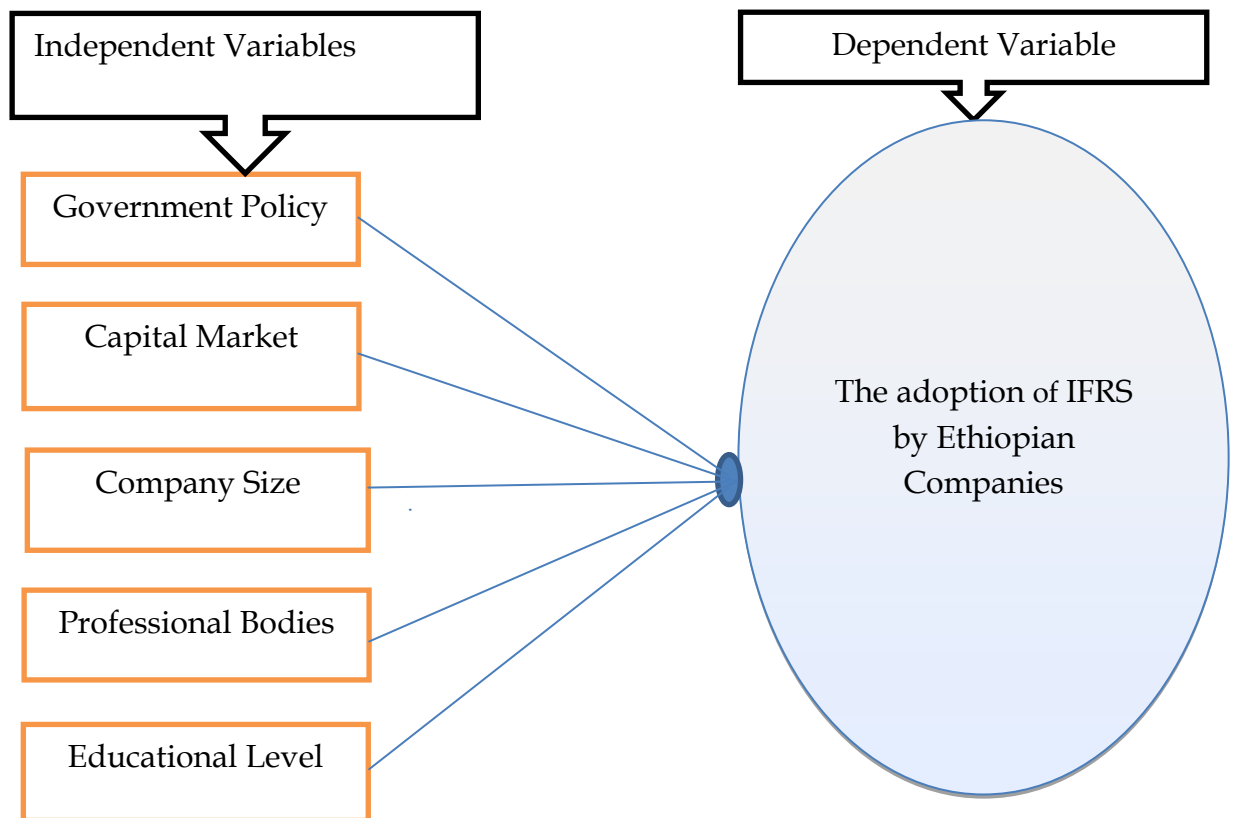 Independent Variables
Dependent Variable
Government Policy
Capital Market
Company Size
Professional Bodies
Educational Level
The adoption of IFRS
by Ethiopian
Companies